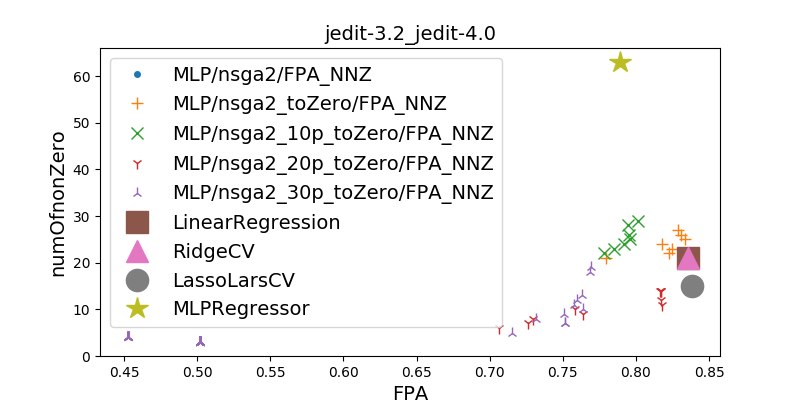 jedit-3.2_jedit-4.0
MLP/nsga2/FPA_NNZ
MLP/nsga2_toZero/FPA_NNZ
MLP/nsga2_10p_toZero/FPA_NNZ
MLP/nsga2_20p_toZero/FPA_NNZ
MLP/nsga2_30p_toZero/FPA_NNZ
LinearRegression
RidgeCV
LassoLarsCV
MLPRegressor
numOfnonZero
60
50
40
30
20
10
0
0.45 0.50 0.55 0.60 0.65 0.70 0.75 0.80 0.85
FPA